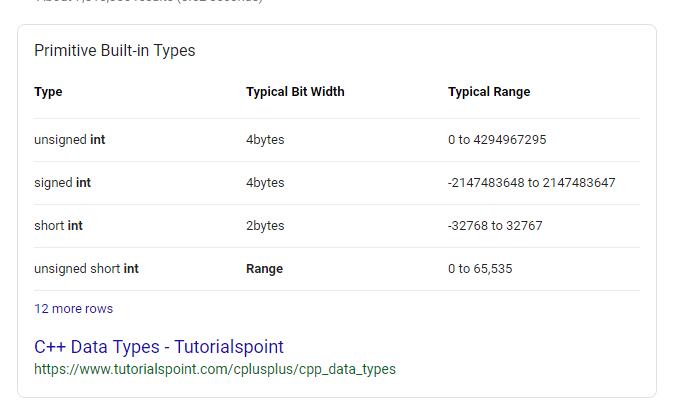 Primitive Built-in Types
Type Typical Bit Width Typical Range
unsigned int 4bytes 0 to 4294967295
signed int 4bytes -2147483648 to 2147483647
short int 2bytes -32768 to 32767
unsigned short int Range 0 to 65,535
12 more rows
C++ Data Types - Tutorialspoint
https://www.tutorialspoint.com/cplusplus/cpp_data_types